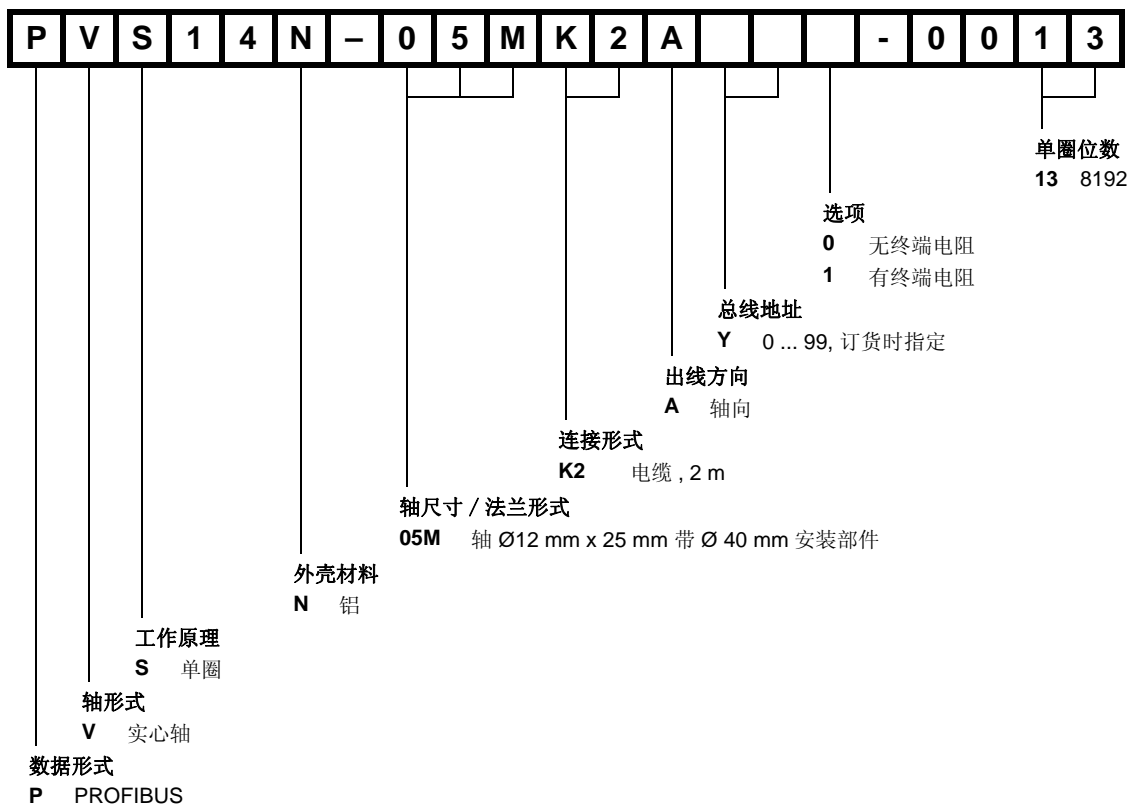 P V S 1 4 N – 0 5 M K 2 A - 0 0 1 3
单圈位数
13 8192
选项
0 无终端电阻
1 有终端电阻
总线地址
Y 0 ... 99, 订货时指定
出线方向
A 轴向
连接形式
K2 电缆 , 2 m
轴尺寸 / 法兰形式
05M 轴 Ø12 mm x 25 mm 带 Ø 40 mm 安装部件
外壳材料
N 铝
工作原理
S 单圈
轴形式
V 实心轴
数据形式
P PROFIBUS